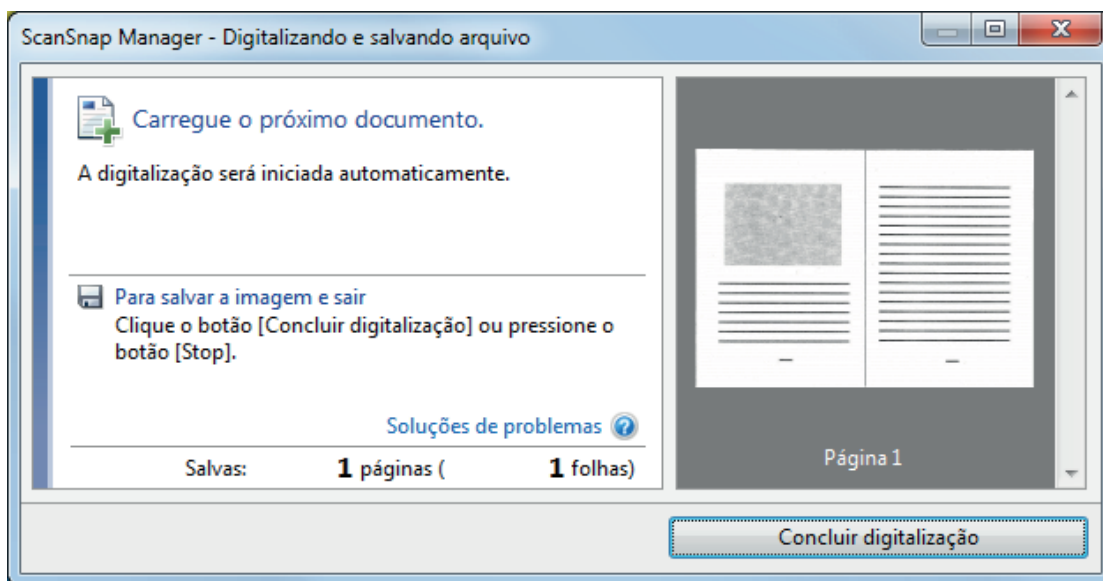 ScanSnap Manager - Digitalizando e salvando arquivo
Carregue o próximo documento.
A digitalização será iniciada automaticamente.
Para salvar a imagem e sair
Clique o botão [Concluir digitalização] ou pressione o
botão [Stop].
Soluções de problemas
Salvas: 1 páginas ( 1 folhas)
Página 1
Concluir digitalização